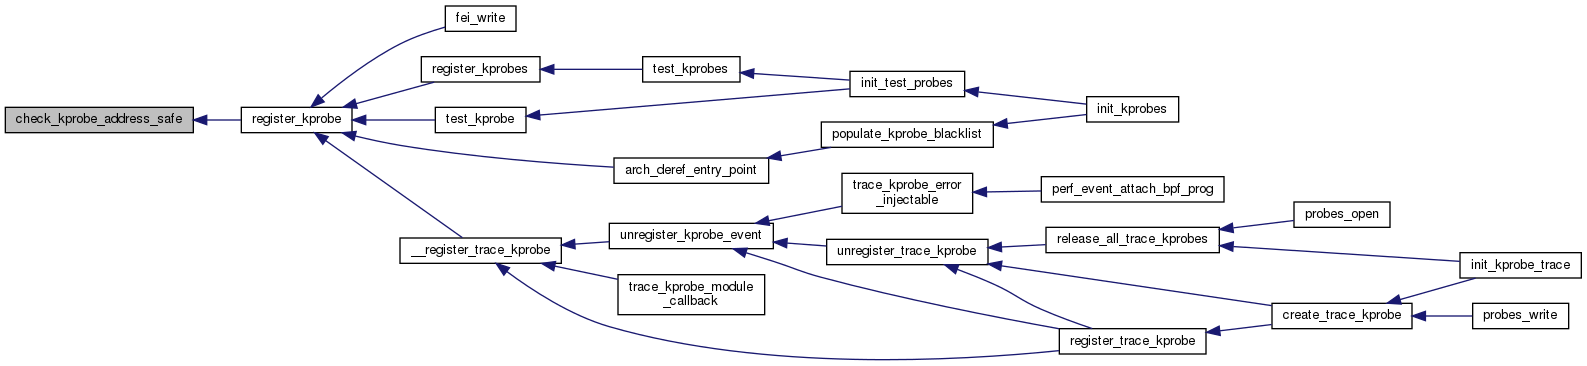 fei_write
register_kprobes
test_kprobes
init_test_probes
check_kprobe_address_safe
register_kprobe
test_kprobe
init_kprobes
populate_kprobe_blacklist
arch_deref_entry_point
trace_kprobe_error
_injectable
perf_event_attach_bpf_prog
probes_open
unregister_kprobe_event
release_all_trace_kprobes
__register_trace_kprobe
unregister_trace_kprobe
init_kprobe_trace
trace_kprobe_module
_callback
create_trace_kprobe
probes_write
register_trace_kprobe